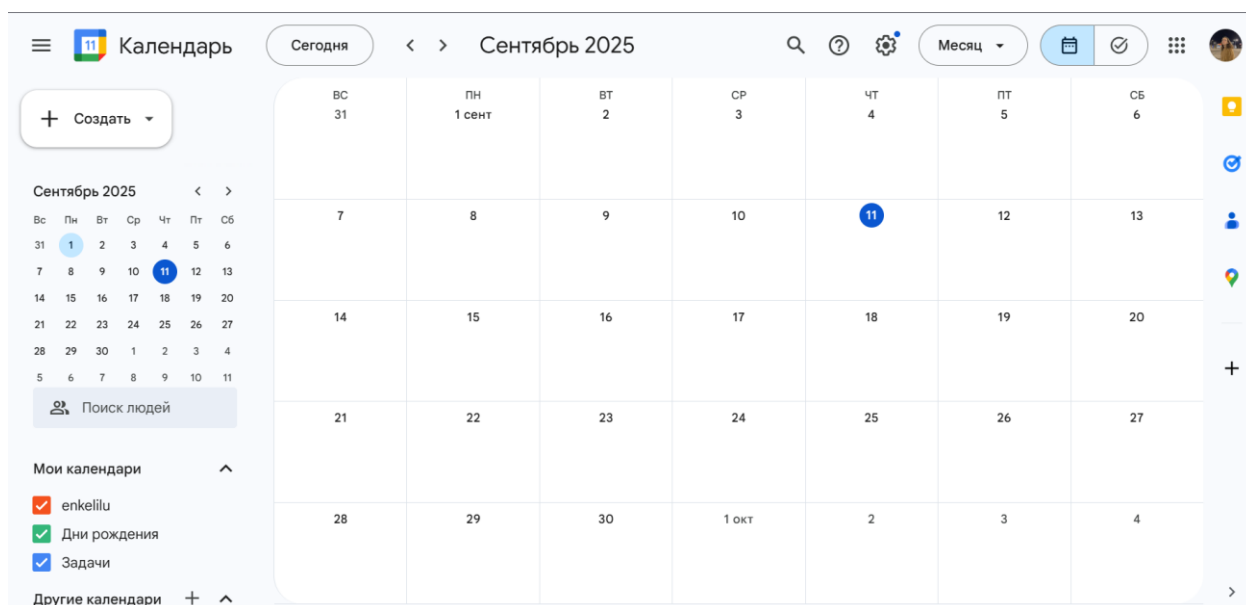 11 Календарь Сегодня Сентябрь 2025 Месяц
Создать
Сентябрь 2025
Вс Пн Вт Ср Чт Пт Сб
31 1 2 3 4 5 6
7 8 9 10 11 12 13
14 15 16 17 18 19 20
21 22 23 24 25 26 27
28 29 30 1 2 3 4
5 6 7 8 9 10 11
Поиск людей
Мои календари
enkelilu
Дни рождения
Задачи
Другие календари
ВС ПН ВТ СР ЧТ ПТ СБ
31 1 сент 2 3 4 5 6
7 8 9 10 11 12 13
14 15 16 17 18 19 20
21 22 23 24 25 26 27
28 29 30 1 окт 2 3 4